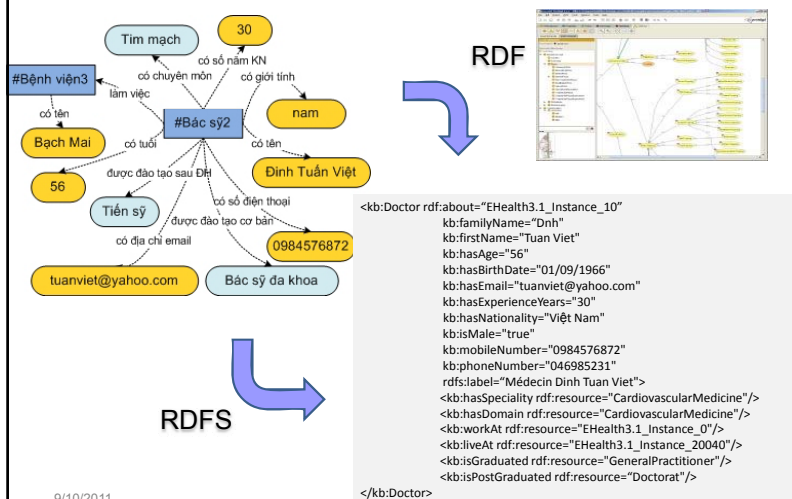 Tim mạch
30
có số năm KN
có chuyên môn
có giới tính
#Bệnh viện3
làm việc
nam
#Bác sỹ2
có tên
Bạch Mai
có tuổi
có tên
Đinh Tuấn Việt
56
được đào tạo sau ĐH
Tiến sỹ
có số điện thoại
được đào tạo cơ bản
có địa chỉ email
0984576872
tuanviet@yahoo.com
Bác sỹ đa khoa
RDF
RDFS
<kb:Doctor rdf:about="EHealth3.1_Instance_10"
kb:familyName="Dnh"
kb:firstName="Tuan Viet"
kb:hasAge="56"
kb:hasBirthDate="01/09/1966"
kb:hasEmail="tuanviet@yahoo.com"
kb:hasExperienceYears="30"
kb:hasNationality="Việt Nam"
kb:isMale="true"
kb:mobileNumber="0984576872"
kb:phoneNumber="046985231"
rdfs:label="Médecin Dinh Tuan Viet">
<kb:hasSpeciality rdf:resource="CardiovascularMedicine"/>
<kb:hasDomain rdf:resource="CardiovascularMedicine"/>
<kb:workAt rdf:resource="EHealth3.1_Instance_0"/>
<kb:liveAt rdf:resource="EHealth3.1_Instance_20040"/>
<kb:isGraduated rdf:resource="GeneralPractitioner"/>
<kb:isPostGraduated rdf:resource="Doctorat"/>
</kb:Doctor>
9/10/2011